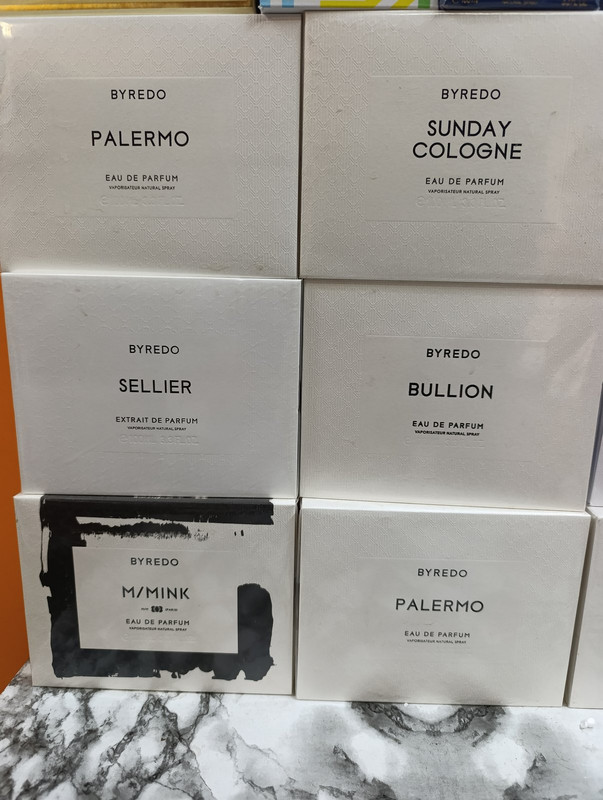 BYREDO
PALERMO
EAU DE PARFUM
VAPORISATEUR NATURAL SPRAY
BYREDO
SUNDAY
COLOGNE
EAU DE PARFUM
VAPORISATEUR NATURAL SPRAY
BYREDO
SELLIER
EXTRAIT DE PARFUM
VAPORISATEUR NATURAL SPRAY
BYREDO
BULLION
EAU DE PARFUM
VAPORISATEUR NATURAL SPRAY
BYREDO
M/MINK
EAU DE PARFUM
VAPORISATEUR NATURAL SPRAY
BYREDO
PALERMO
EAU DE PARFUM
VAPORISATEUR NATURAL SPRAY